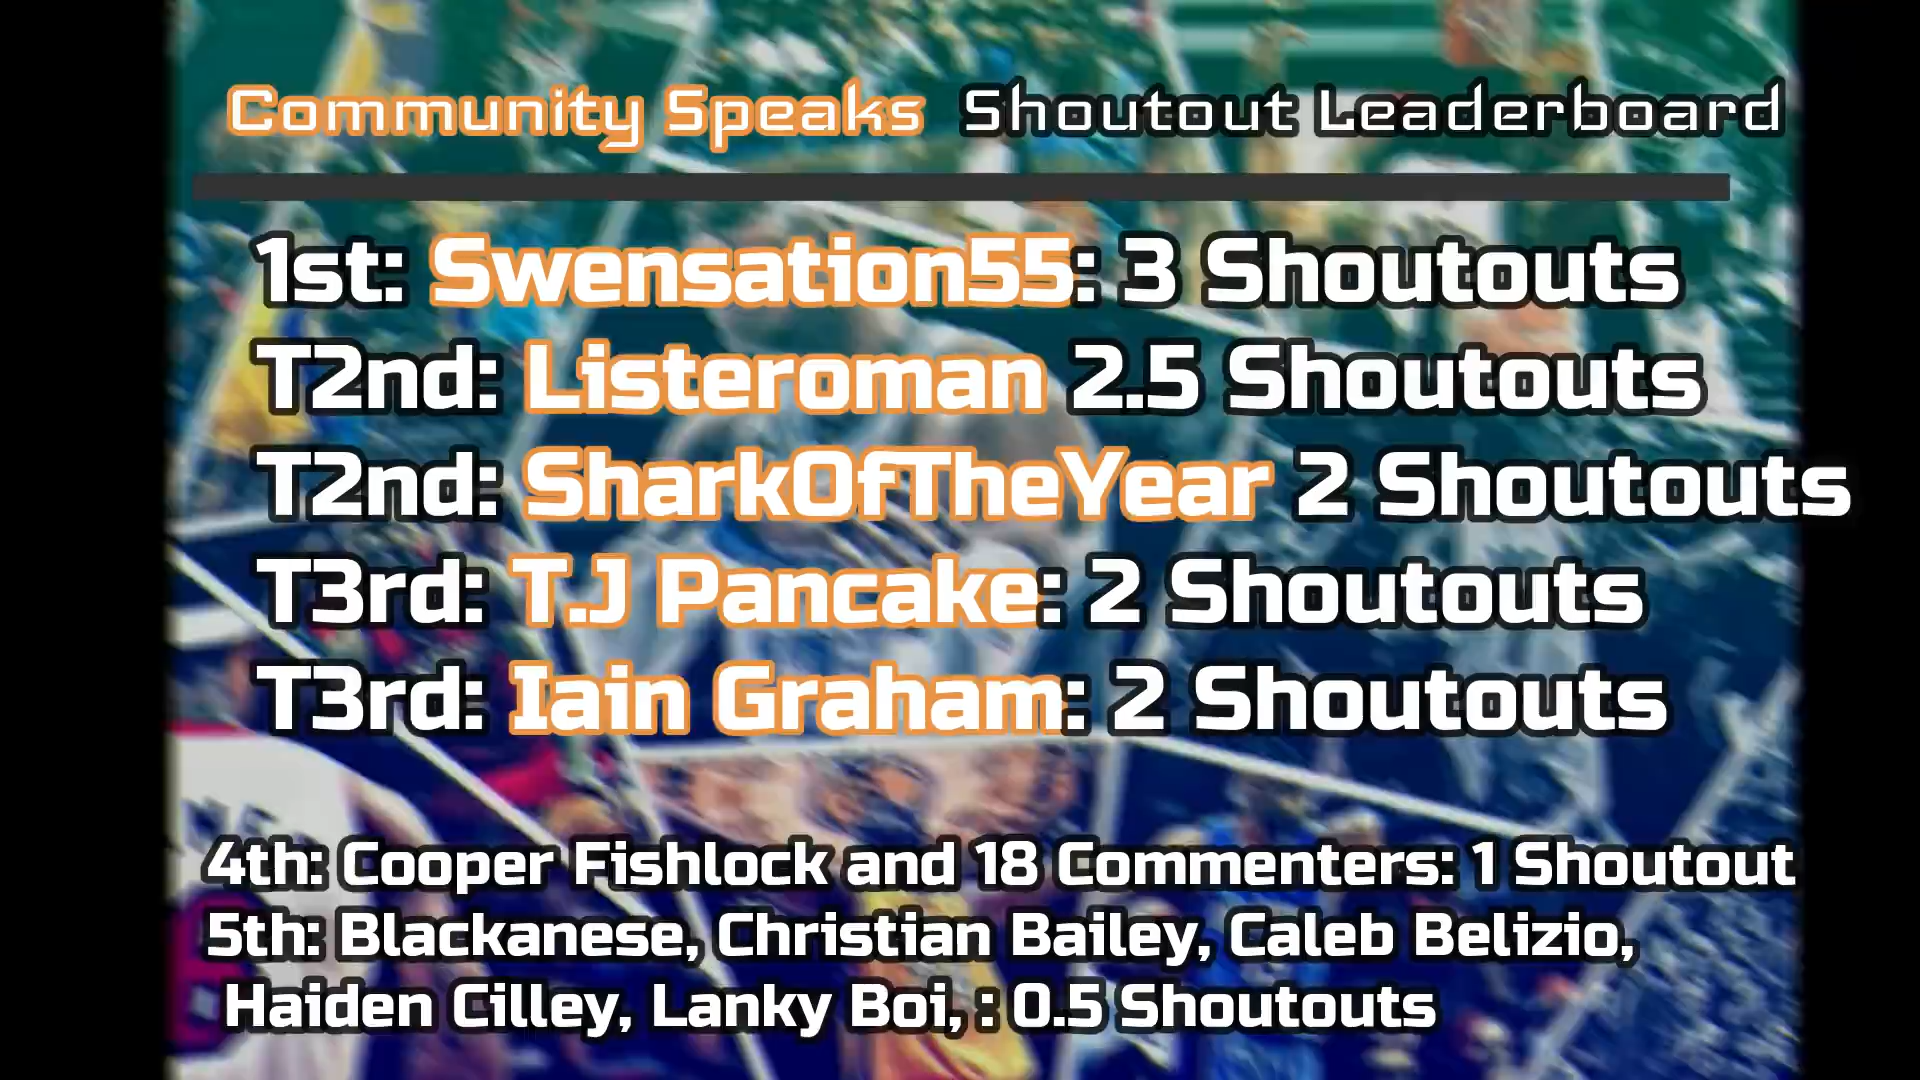 Community Speaks Shoutout Leaderboard
1st: Swensation55: 3 Shoutouts
T2nd: Listeroman 2.5 Shoutouts
T2nd: SharkOfTheYear 2 Shoutouts
T3rd: T.J Pancake: 2 Shoutouts
T3rd: Iain Graham: 2 Shoutouts
4th: Cooper Fishlock and 18 Commenters: 1 Shoutout
5th: Blackanese, Christian Bailey, Caleb Belizio,
Haiden Cilley, Lanky Boi, : 0.5 Shoutouts